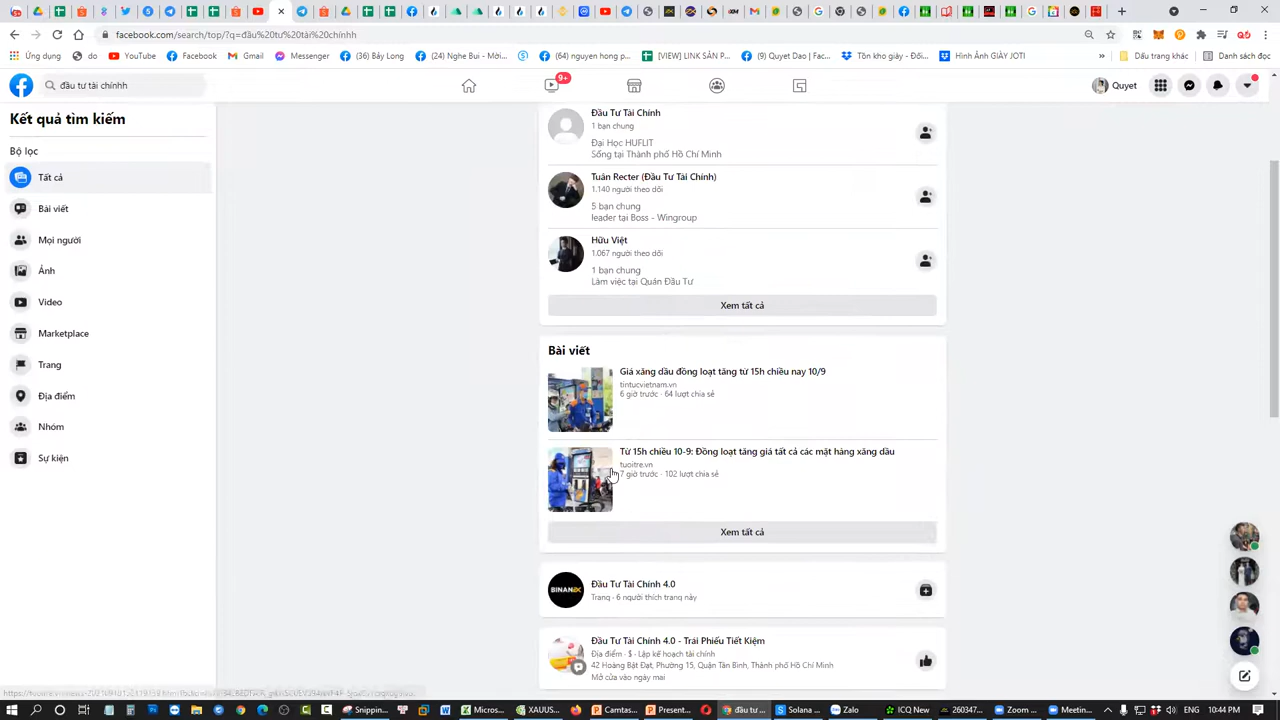 facebook.com/search/top/?q=đầu%20tư%20tài%20chínhh
Ứng dụng
do
YouTube
Facebook
Gmail
Messenger
(36) Bảy Long
(24) Nghe Bui - Mời...
(64) nguyen hong p...
[VIEW] LINK SẢN P...
(9) Quyet Dao | Fac...
Tồn kho giày - Đối...
Hình Ảnh GIÀY JOTI
»
Dấu trang khác
Danh sách đọc
đầu tư tài chínhh
9+
Quyet
Kết quả tìm kiếm
Bộ lọc
Tất cả
Bài viết
Mọi người
Ảnh
Video
Marketplace
Trang
Địa điểm
Nhóm
Sự kiện
Đầu Tư Tài Chính
1 bạn chung
Đại Học HUFLIT
Sống tại Thành phố Hồ Chí Minh
Tuấn Recter (Đầu Tư Tài Chính)
1.140 người theo dõi
5 bạn chung
leader tại Boss - Wingroup
Hữu Việt
1.067 người theo dõi
1 bạn chung
Làm việc tại Quản Đầu Tư
Xem tất cả
Bài viết
Giá xăng dầu đồng loạt tăng từ 15h chiều nay 10/9
tintucvietnam.vn
6 giờ trước · 64 lượt chia sẻ
Từ 15h chiều 10-9: Đồng loạt tăng giá tất cả các mặt hàng xăng dầu
tuoitre.vn
7 giờ trước · 102 lượt chia sẻ
Xem tất cả
BINANEX
Đầu Tư Tài Chính 4.0
Trang · 6 người thích trang này
Đầu Tư Tài Chính 4.0 - Trái Phiếu Tiết Kiệm
Địa điểm · $ · Lập kế hoạch tài chính
42 Hoàng Bật Đạt, Phường 15, Quận Tân Bình, Thành phố Hồ Chí Minh
Mở cửa vào ngày mai
Snippin...
Micros...
XAUUS...
Camtas...
Present...
đầu tư ...
Solana ...
Zalo
ICQ New
260347...
Zoom ...
Meetin...
10:44 PM